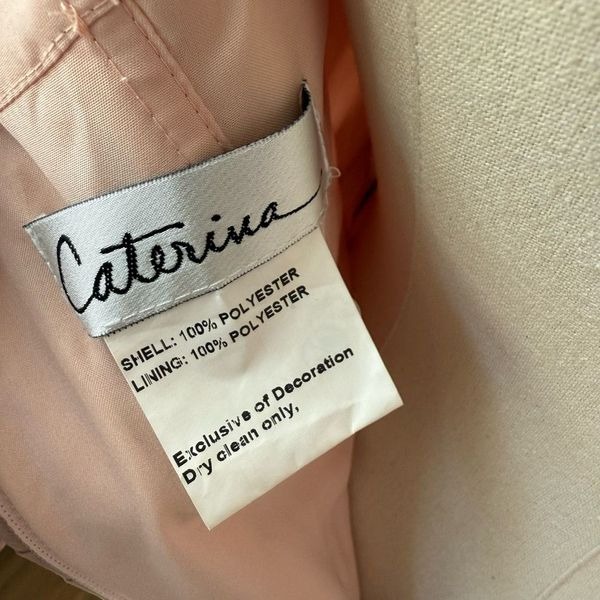 Caterina
SHELL: 100% POLYESTER
LINING: 100% POLYESTER
Exclusive of Decoration
Dry clean only,